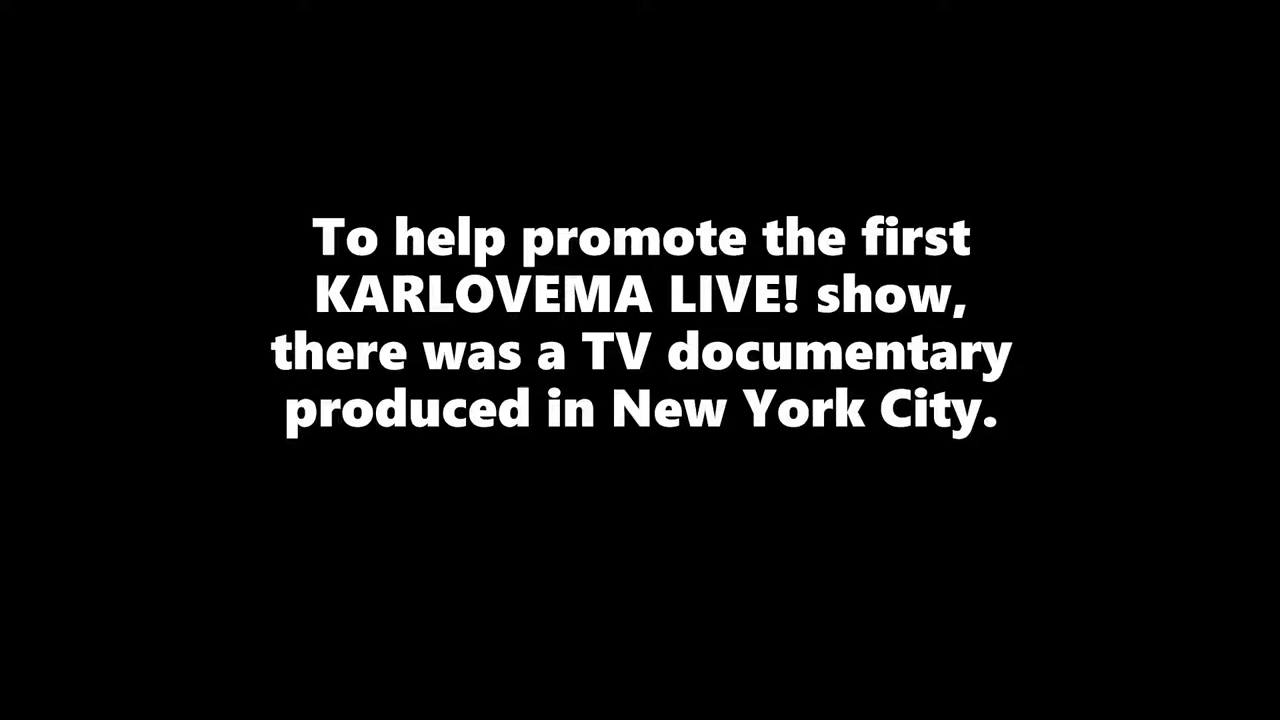 To help promote the first
KARLOVEMA LIVE! show,
there was a TV documentary
produced in New York City.